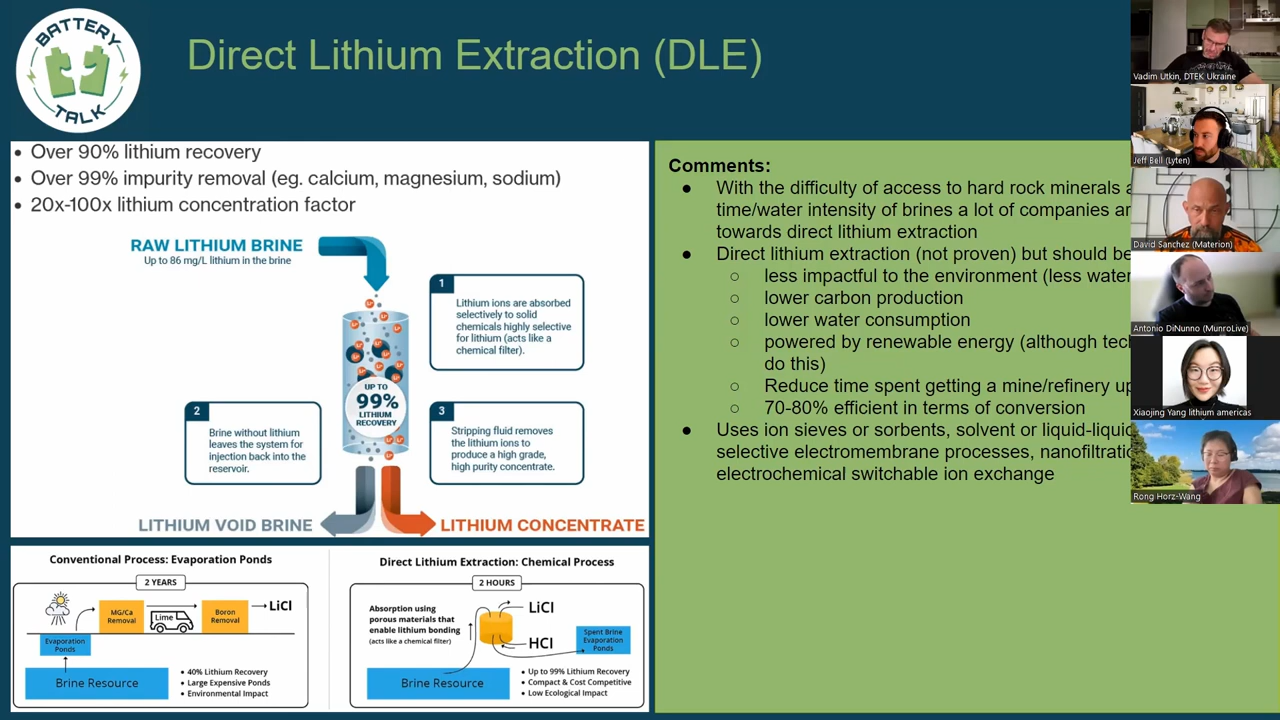 BATTERY
TALK
Direct Lithium Extraction (DLE)
• Over 90% lithium recovery
• Over 99% impurity removal (eg. calcium, magnesium, sodium)
• 20x-100x lithium concentration factor
RAW LITHIUM BRINE
Up to 86 mg/L lithium in the brine
1
Lithium ions are absorbed
selectively to solid
chemicals highly selective
for lithium (acts like a
chemical filter).
UP TO
99%
LITHIUM
RECOVERY
2
Brine without lithium
leaves the system for
injection back into the
reservoir.
3
Stripping fluid removes
the lithium ions to
produce a high grade,
high purity concentrate.
LITHIUM VOID BRINE
LITHIUM CONCENTRATE
Conventional Process: Evaporation Ponds
2 YEARS
MG/Ca
Removal
Lime
Boron
Removal
LiCl
Evaporation
Ponds
Brine Resource
• 40% Lithium Recovery
• Large Expensive Ponds
• Environmental Impact
Direct Lithium Extraction: Chemical Process
2 HOURS
Absorption using
porous materials that
enable lithium bonding
(acts like a chemical filter)
LiCl
HCl
Spent Brine
Evaporation
Ponds
Brine Resource
• Up to 99% Lithium Recovery
• Compact & Cost Competitive
• Low Ecological Impact
Comments:
● With the difficulty of access to hard rock minerals
time/water intensity of brines a lot of companies
towards direct lithium extraction
● Direct lithium extraction (not proven) but should be
○ less impactful to the environment (less water
○ lower carbon production
○ lower water consumption
○ powered by renewable energy (although
do this)
○ Reduce time spent getting a mine/refinery
○ 70-80% efficient in terms of conversion
● Uses ion sieves or sorbents, solvent or
selective electromembrane processes,
electrochemical switchable ion exchange
Vadim Utkin, DTEK Ukraine
Jeff Bell (Lyten)
David Sanchez (Materion)
Antonio DiNunno (MunroLive)
Xiaojing Yang lithium americas
Rong Horz-Wang